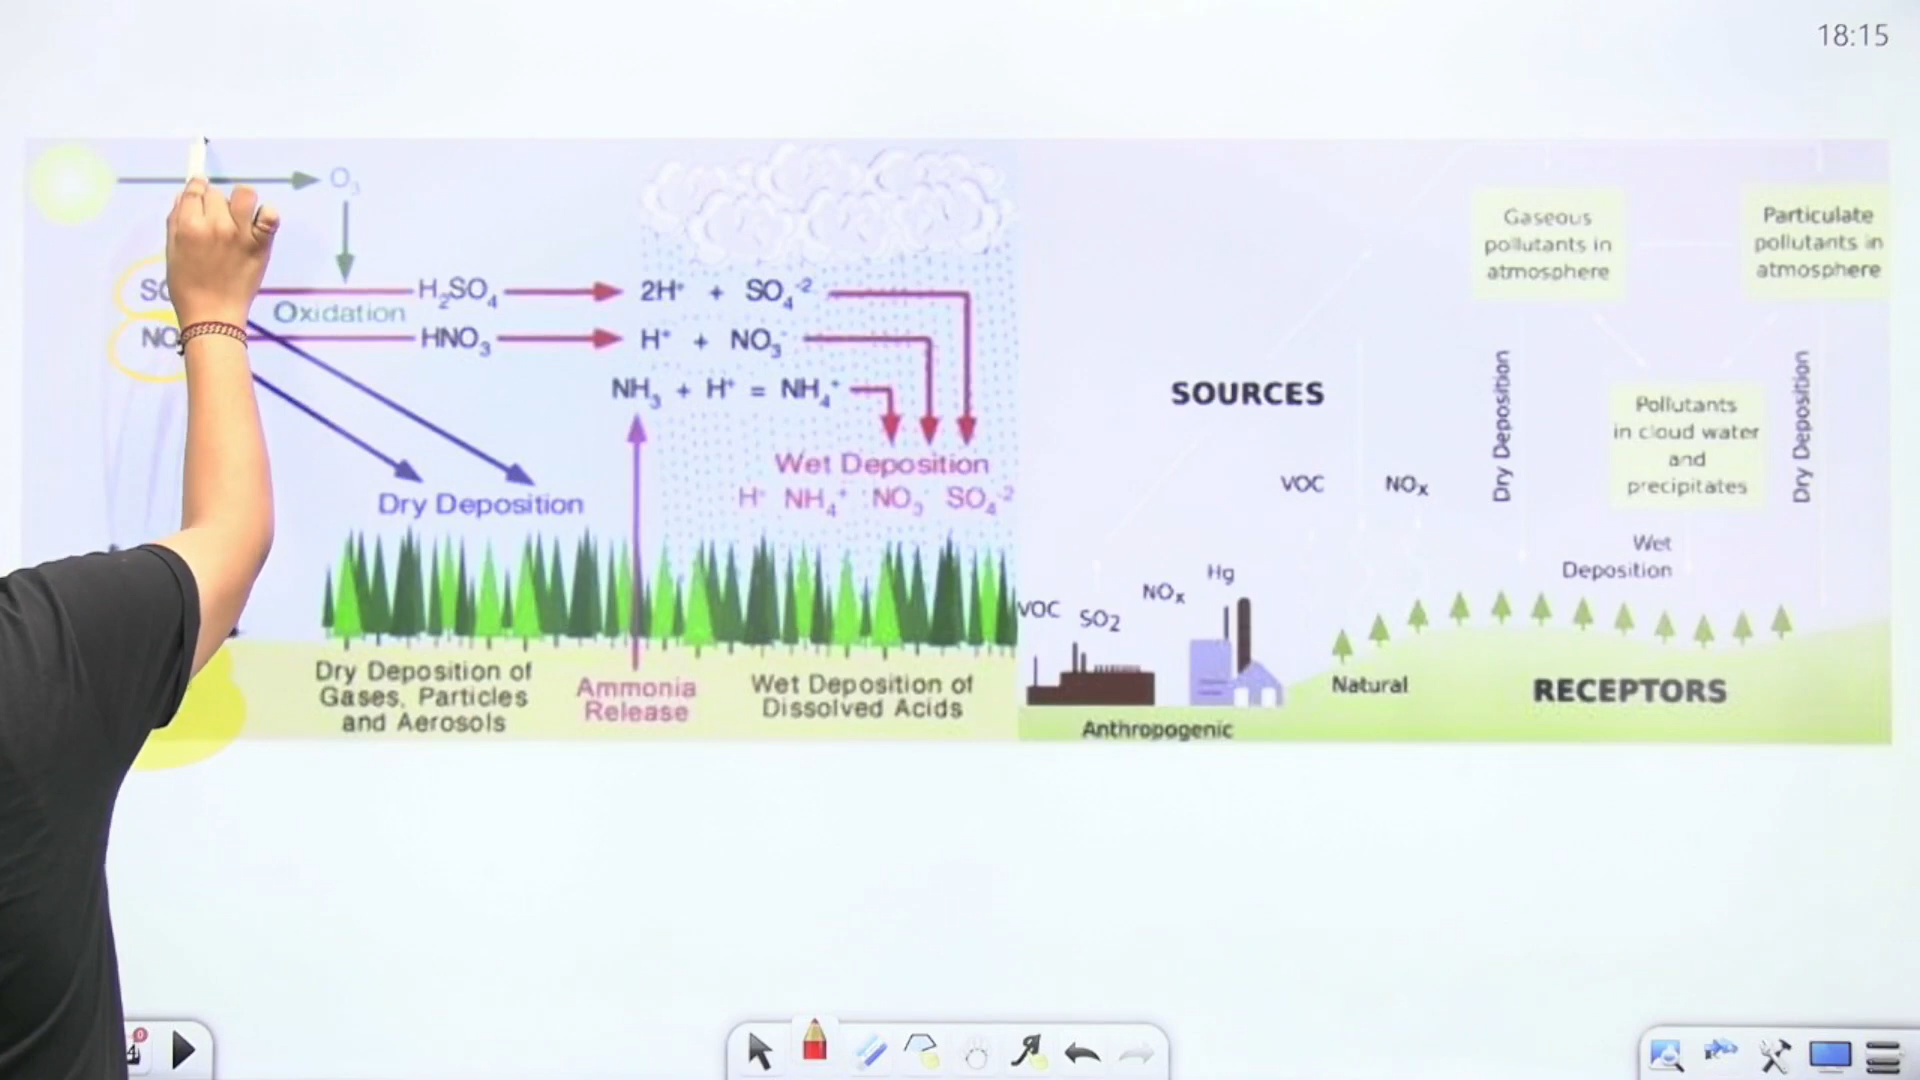 18:15
O₃
H₂SO₄
2H⁺ + SO₄⁻²
Oxidation
NO
HNO₃
H⁺ + NO₃⁻
NH₃ + H⁺ = NH₄⁺
Wet Deposition
H⁺ NH₄⁺ NO₃⁻ SO₄⁻²
Dry Deposition
Dry Deposition of
Gases, Particles
and Aerosols
Ammonia
Release
Wet Deposition of
Dissolved Acids
Gaseous
pollutants in
atmosphere
Particulate
pollutants in
atmosphere
SOURCES
Dry Deposition
Pollutants
in cloud water
and
precipitates
Dry Deposition
VOC
NOx
Wet
Deposition
Hg
NOx
VOC
SO2
Natural
RECEPTORS
Anthropogenic